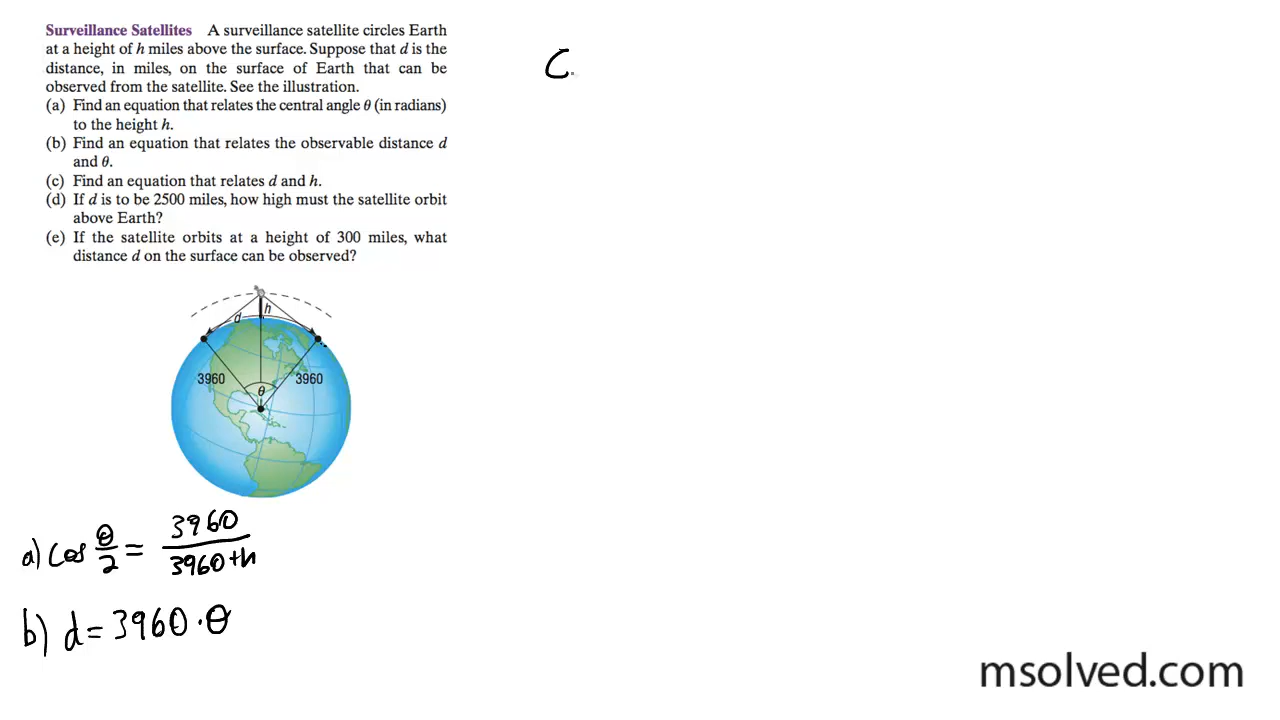 Surveillance Satellites A surveillance satellite circles Earth
at a height of h miles above the surface. Suppose that d is the
distance, in miles, on the surface of Earth that can be
observed from the satellite. See the illustration.
(a) Find an equation that relates the central angle θ (in radians)
to the height h.
(b) Find an equation that relates the observable distance d
and θ.
(c) Find an equation that relates d and h.
(d) If d is to be 2500 miles, how high must the satellite orbit
above Earth?
(e) If the satellite orbits at a height of 300 miles, what
distance d on the surface can be observed?
h
d
3960 3960
θ
a) cos θ/2 = 3960/3960+h
b) d = 3960 · θ
C
msolved.com